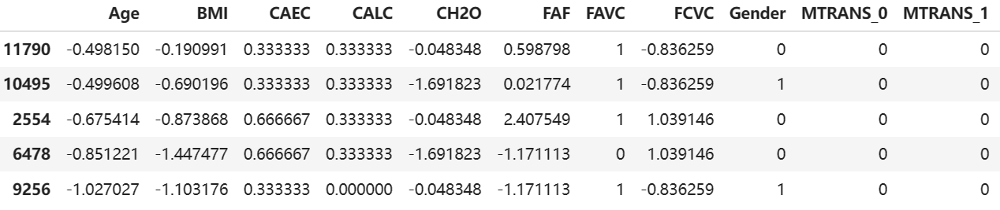 Age BMI CAEC CALC CH2O FAF FAVC FCVC Gender MTRANS_0 MTRANS_1
11790 -0.498150 -0.190991 0.333333 0.333333 -0.048348 0.598798 1 -0.836259 0 0 0
10495 -0.499608 -0.690196 0.333333 0.333333 -1.691823 0.021774 1 -0.836259 1 0 0
2554 -0.675414 -0.873868 0.666667 0.333333 -0.048348 2.407549 1 1.039146 0 0 0
6478 -0.851221 -1.447477 0.666667 0.333333 -1.691823 -1.171113 0 1.039146 0 0 0
9256 -1.027027 -1.103176 0.333333 0.000000 -0.048348 -1.171113 1 -0.836259 1 0 0